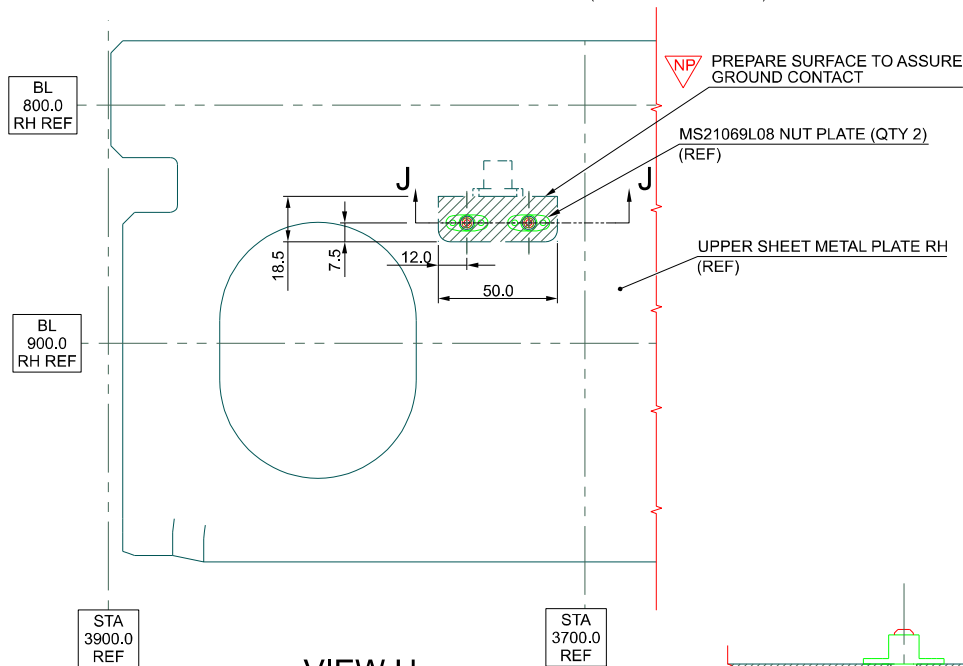 BL
800.0
RH REF
NP
PREPARE SURFACE TO ASSURE
GROUND CONTACT
MS21069L08 NUT PLATE (QTY 2)
(REF)
J
J
UPPER SHEET METAL PLATE RH
(REF)
18.5
7.5
12.0
50.0
BL
900.0
RH REF
STA
3900.0
REF
STA
3700.0
REF